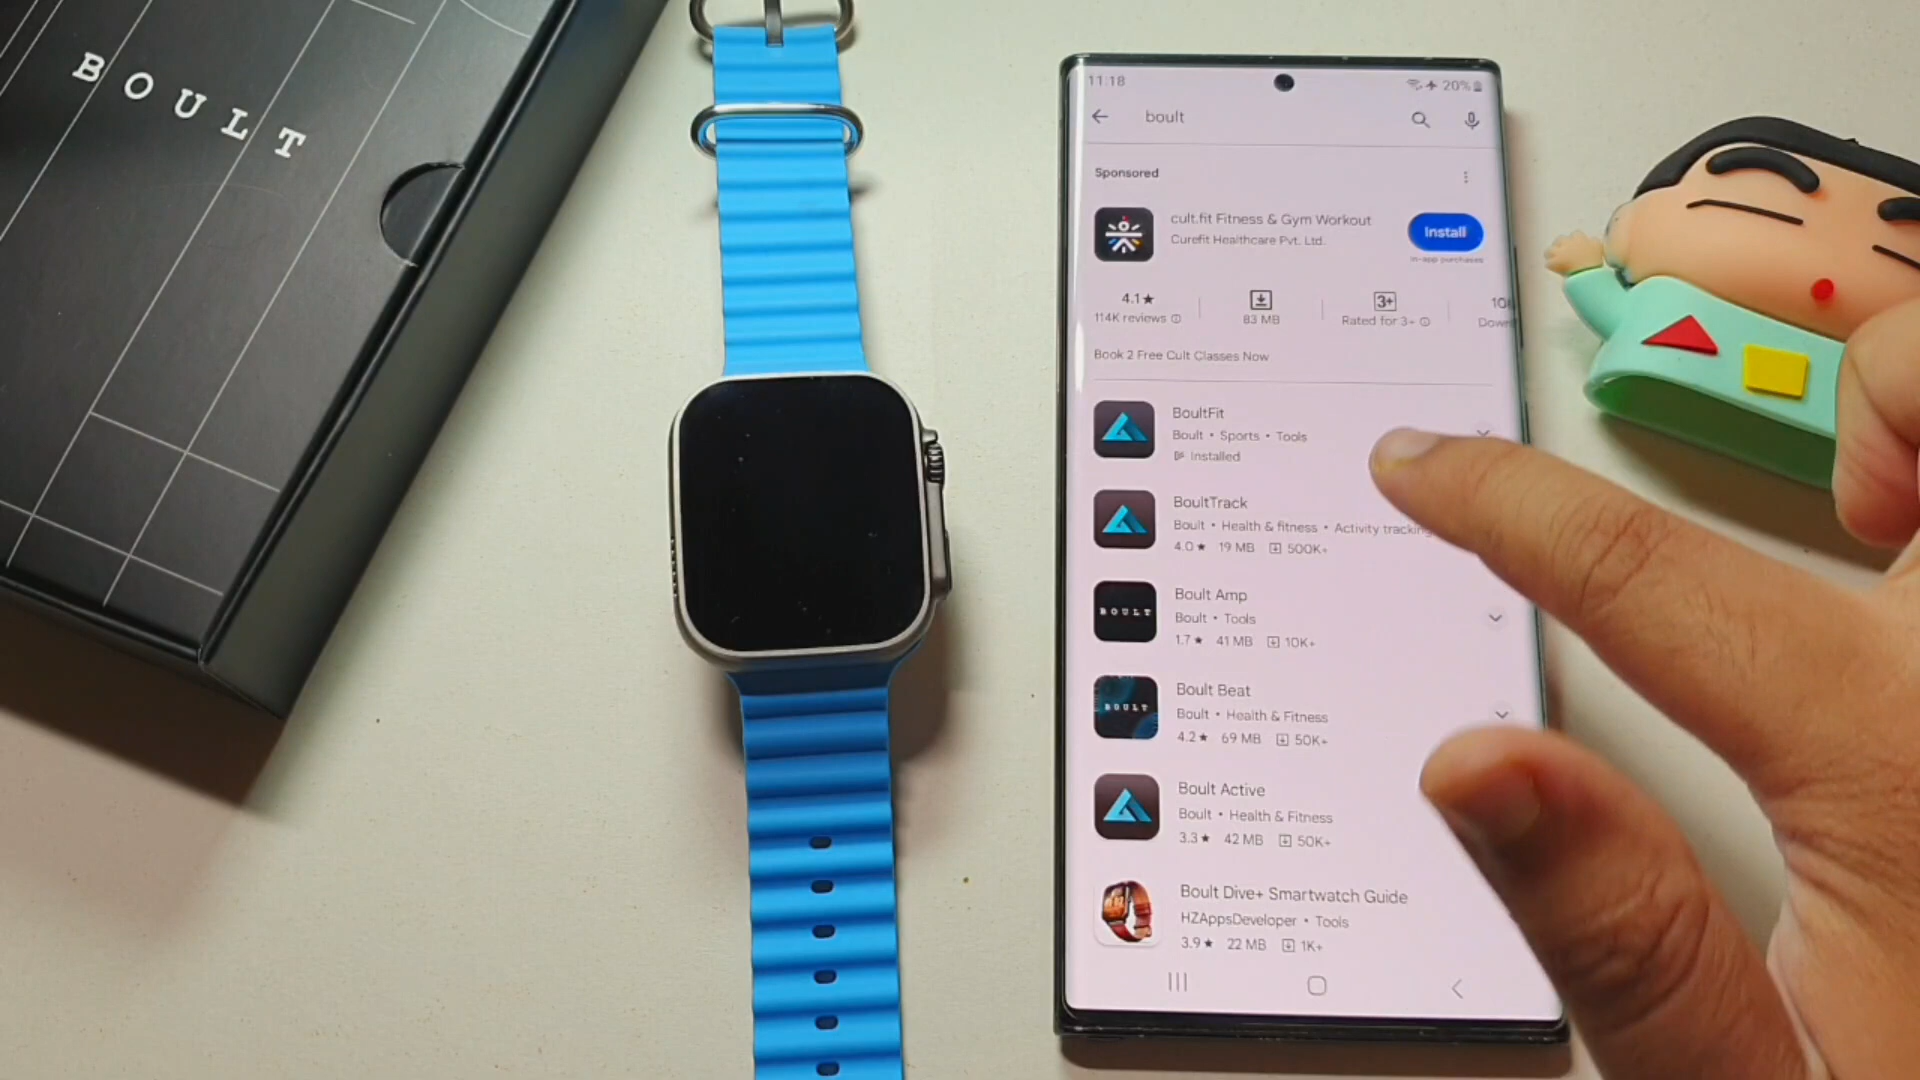 BOULT
11:18
20%
boult
Sponsored
cult.fit Fitness & Gym Workout
Curefit Healthcare Pvt. Ltd.
Install
In-app purchases
4.1★
114K reviews
83 MB
3+
Rated for 3+
Book 2 Free Cult Classes Now
BoultFit
Boult • Sports • Tools
Installed
BoultTrack
Boult • Health & fitness • Activity tracking
4.0★ 19 MB 500K+
BOULT
Boult Amp
Boult • Tools
1.7★ 41 MB 10K+
BOULT
Boult Beat
Boult • Health & Fitness
4.2★ 69 MB 50K+
Boult Active
Boult • Health & Fitness
3.3★ 42 MB 50K+
Boult Dive+ Smartwatch Guide
HZAppsDeveloper • Tools
3.9★ 22 MB 1K+